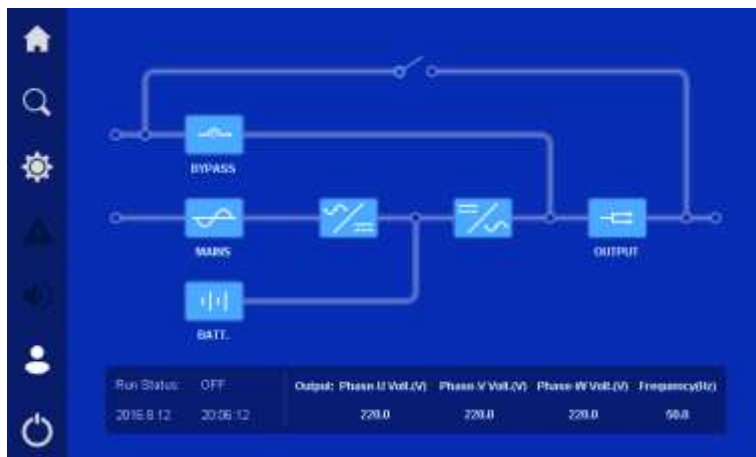 BYPASS
MAINS
OUTPUT
BATT.
Run Status: OFF Output: Phase-U Volt.(V) Phase-V Volt.(V) Phase-W Volt.(V) Frequency(Hz)
2016.8.12 20:06:12 220.0 220.0 220.0 50.0